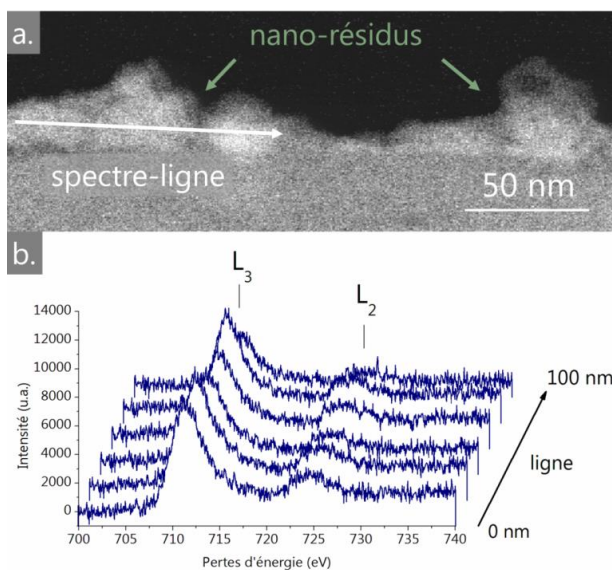 a.
nano-résidus
spectre-ligne
50 nm
b.
L3
L2
14000
12000
10000
8000
6000
4000
2000
0
Intensité (u.a.)
700 705 710 715 720 725 730 735 740
Pertes d'énergie (eV)
100 nm
ligne
0 nm